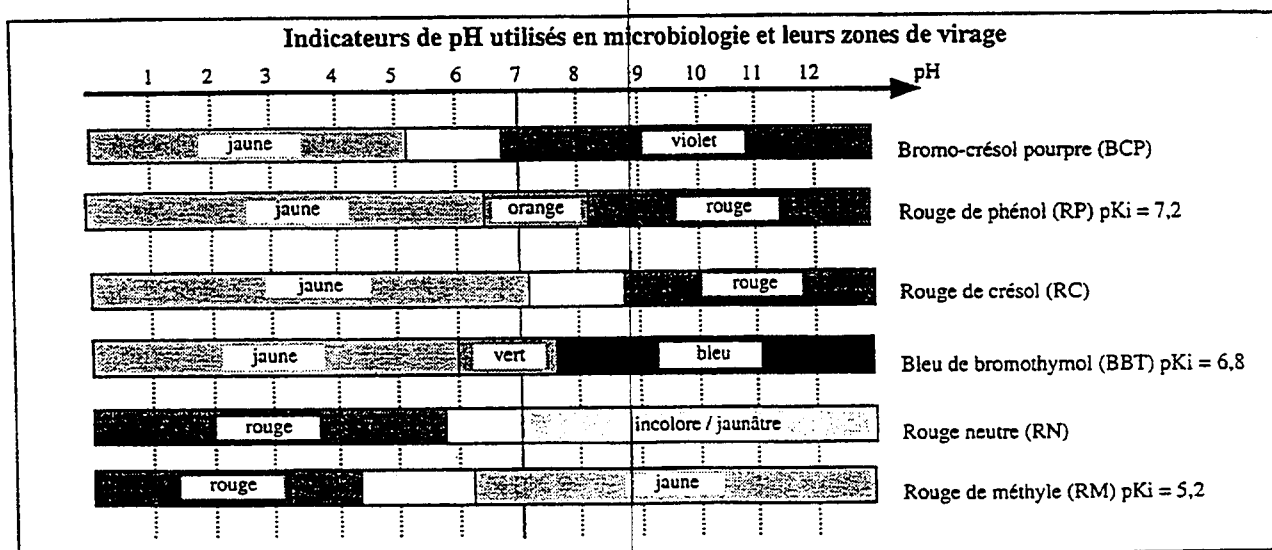 Indicateurs de pH utilisés en microbiologie et leurs zones de virage
1 2 3 4 5 6 7 8 9 10 11 12 pH
jaune violet Bromo-crésol pourpre (BCP)
jaune orange rouge Rouge de phénol (RP) pKi = 7,2
jaune rouge Rouge de crésol (RC)
jaune vert bleu Bleu de bromothymol (BBT) pKi = 6,8
rouge incolore / jaunâtre Rouge neutre (RN)
rouge jaune Rouge de méthyle (RM) pKi = 5,2